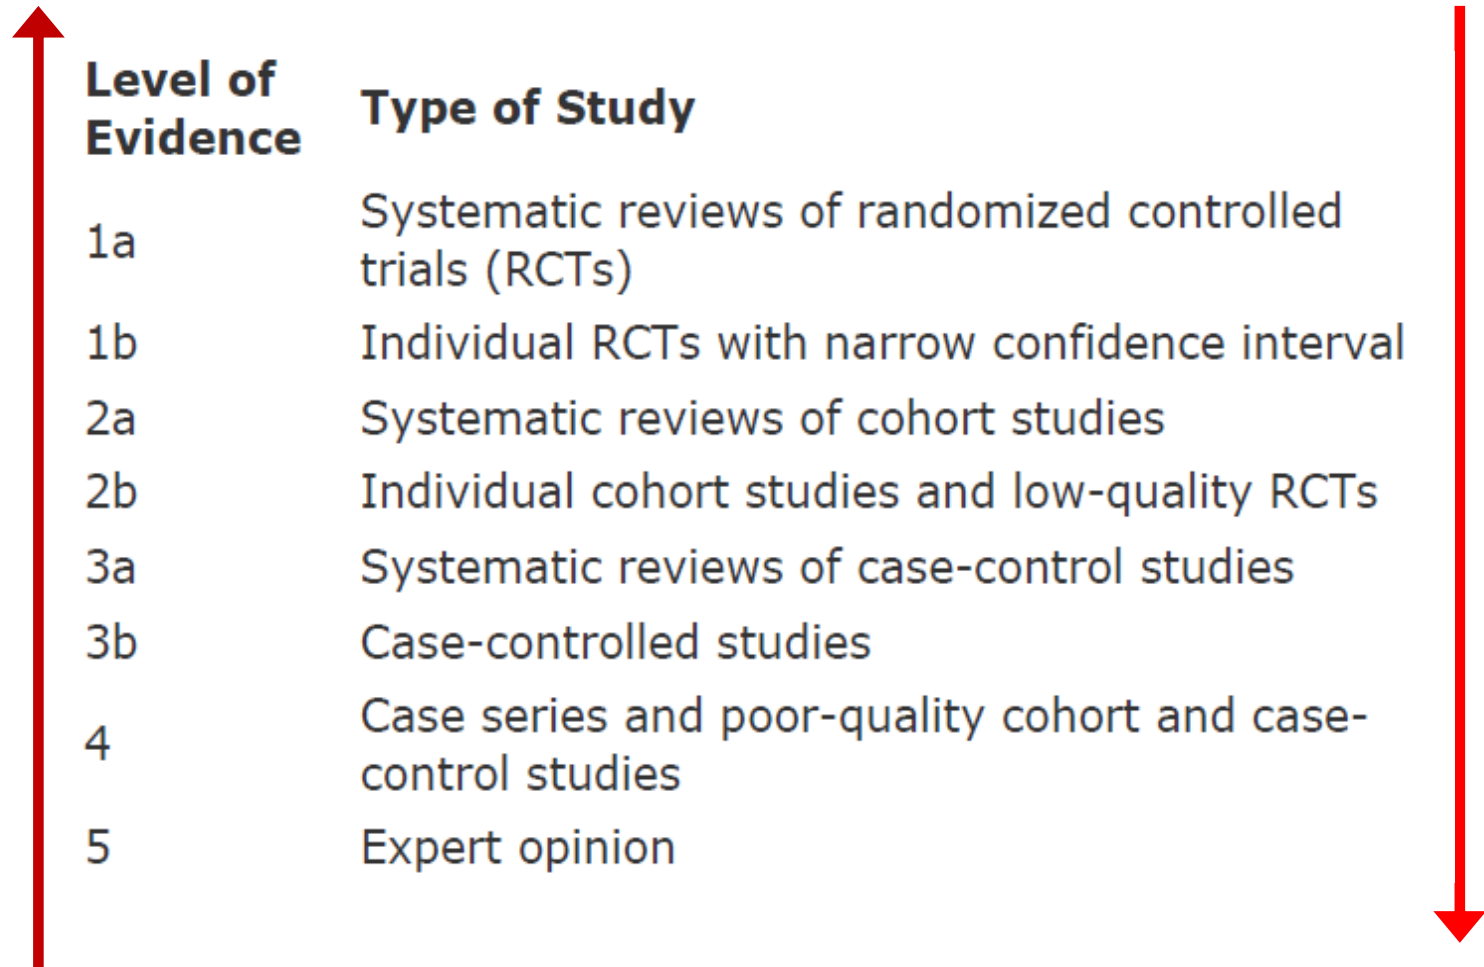 Level of
Evidence
Type of Study
1a
Systematic reviews of randomized controlled
trials (RCTs)
1b
Individual RCTs with narrow confidence interval
2a
Systematic reviews of cohort studies
2b
Individual cohort studies and low-quality RCTs
3a
Systematic reviews of case-control studies
3b
Case-controlled studies
4
Case series and poor-quality cohort and case-
control studies
5
Expert opinion